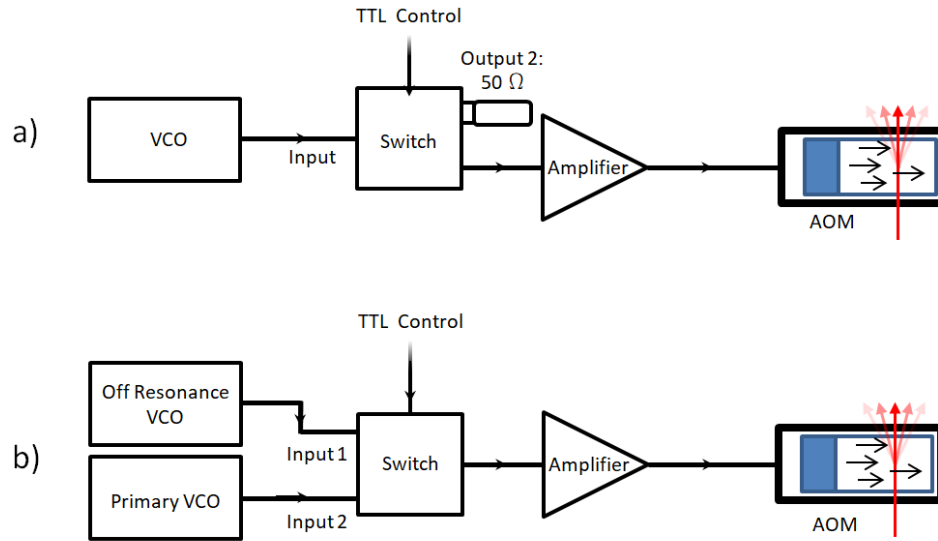 TTL Control
Output 2:
50 Ω
a)
VCO
Input
Switch
Amplifier
AOM
TTL Control
Off Resonance
VCO
b)
Input 1
Switch
Amplifier
Primary VCO
Input 2
AOM